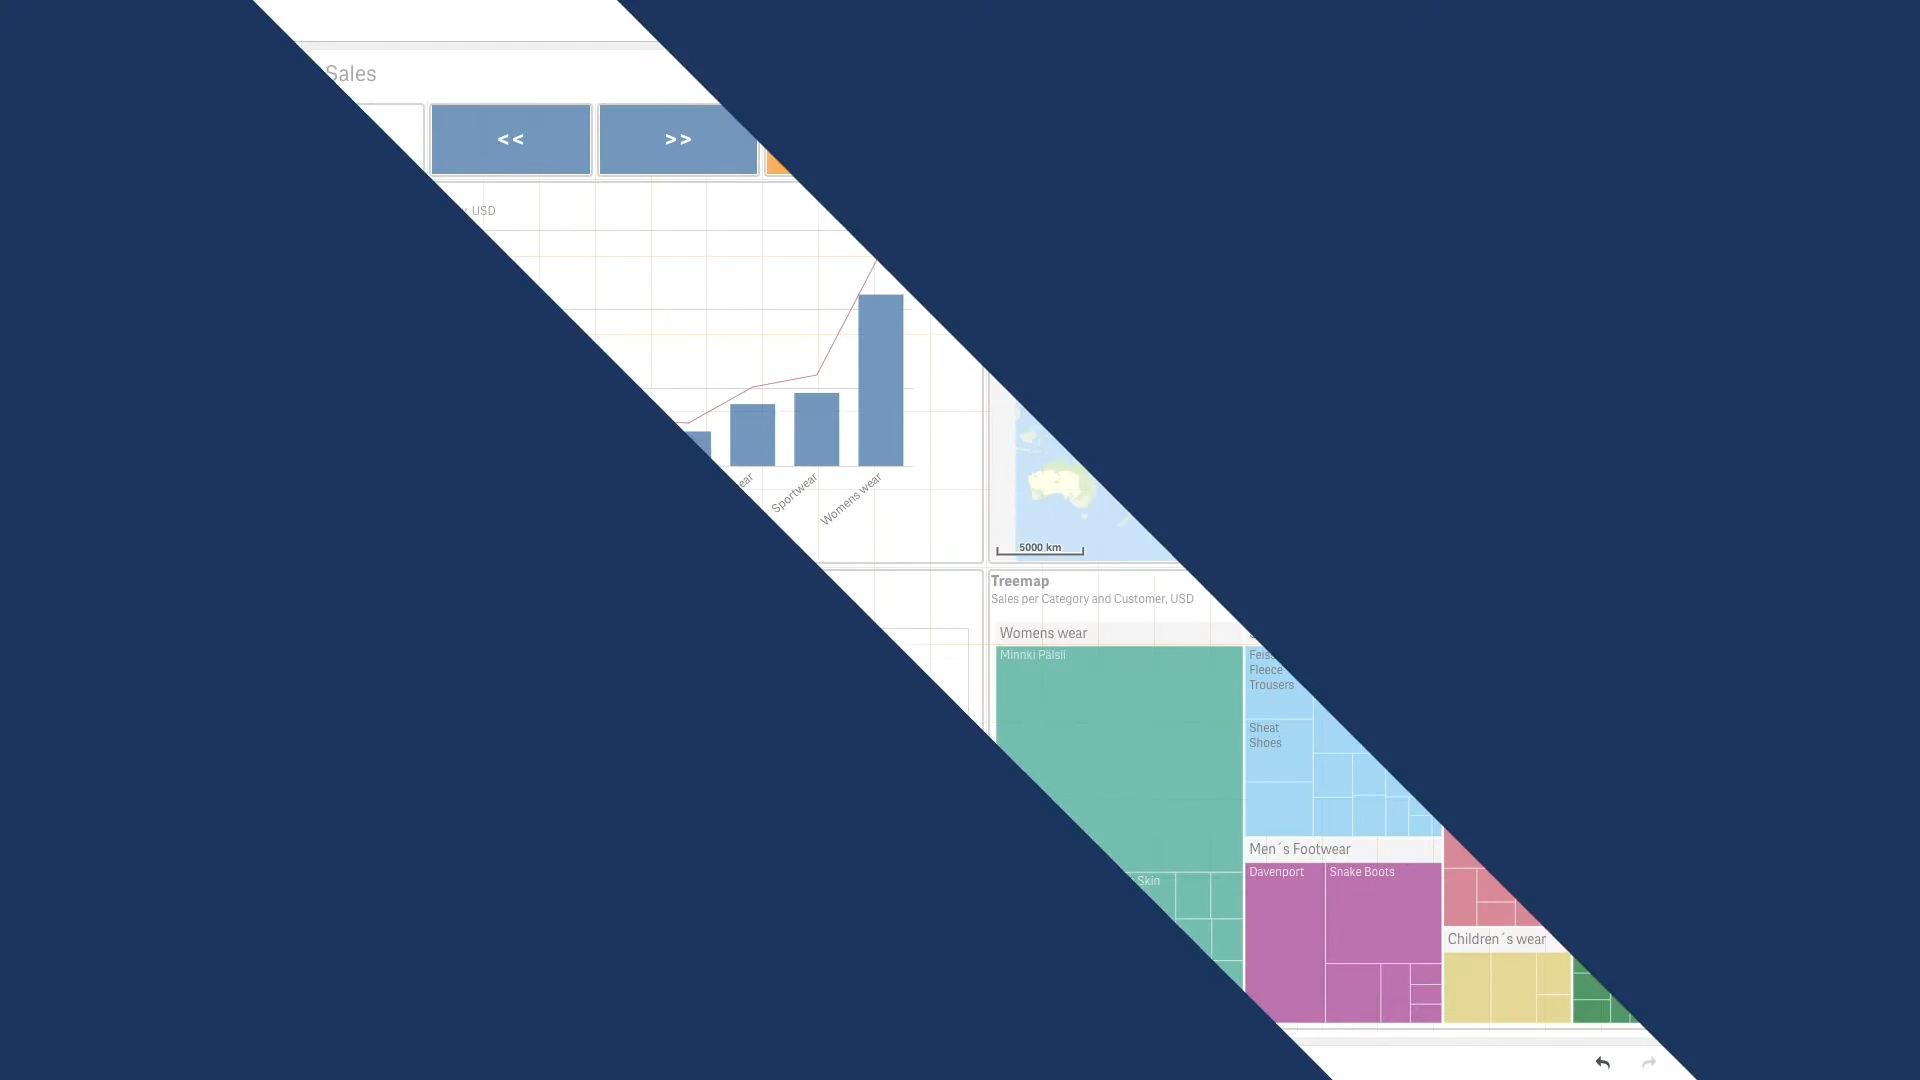 Sales
<< >>
USD
ear
Sportwear
Womens wear
5000 km
Treemap
Sales per Category and Customer, USD
Womens wear
Minnki Pälsii
Fleece
Trousers
Sheat
Shoes
Men´s Footwear
Davenport
Snake Boots
Skin
Children´s wear